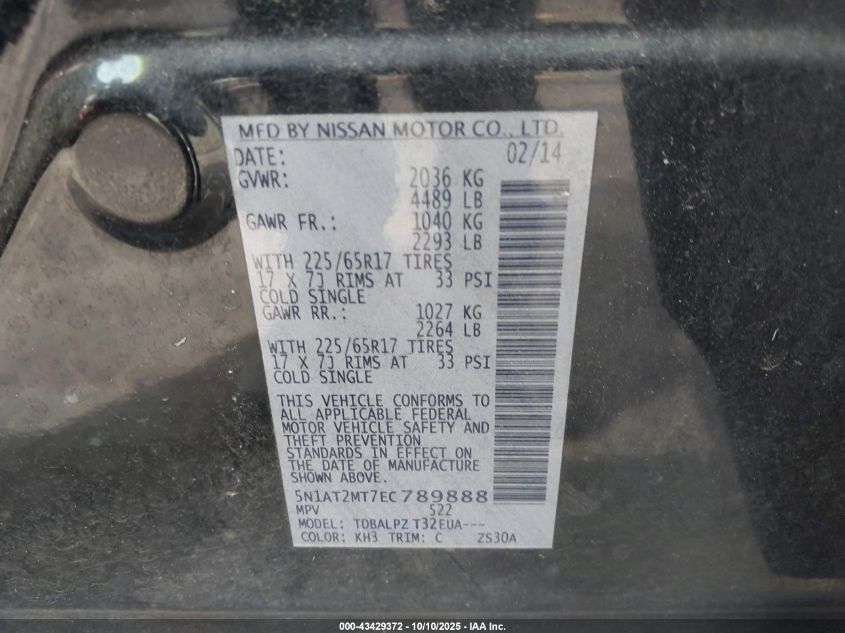 MFD BY NISSAN MOTOR CO., LTD.
DATE: 02/14
GVWR: 2036 KG
4489 LB
GAWR FR.: 1040 KG
2293 LB
WITH 225/65R17 TIRES
17 X 7J RIMS AT 33 PSI
COLD SINGLE
GAWR RR.: 1027 KG
2264 LB
WITH 225/65R17 TIRES
17 X 7J RIMS AT 33 PSI
COLD SINGLE
THIS VEHICLE CONFORMS TO
ALL APPLICABLE FEDERAL
MOTOR VEHICLE SAFETY AND
THEFT PREVENTION
STANDARDS IN EFFECT ON
THE DATE OF MANUFACTURE
SHOWN ABOVE.
5N1AT2MT7EC789888
MPV 522
MODEL: TDBALPZ T32EUA---
COLOR: KH3 TRIM: C ZS30A
000-43429372 - 10/10/2025 - IAA Inc.